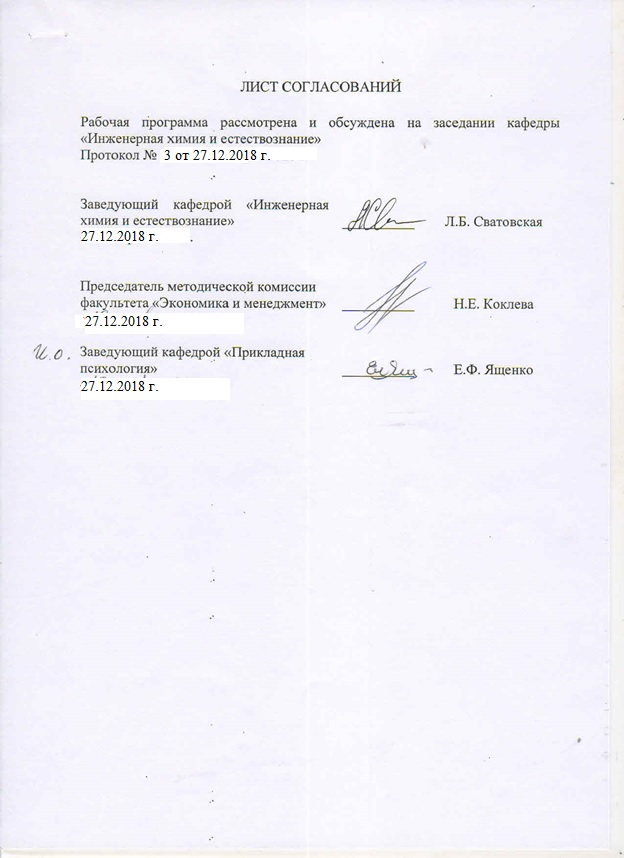 ЛИСТ СОГЛАСОВАНИЙ
Рабочая программа рассмотрена и обсуждена на заседании кафедры
«Инженерная химия и естествознание»
Протокол № 3 от 27.12.2018 г.
Заведующий кафедрой «Инженерная
химия и естествознание»
Л.Б. Сватовская
27.12.2018 г.
Председатель методической комиссии
факультета «Экономика и менеджмент»
Н.Е. Коклева
27.12.2018 г.
И.о. Заведующий кафедрой «Прикладная
психология»
Е.Ф. Ященко
27.12.2018 г.